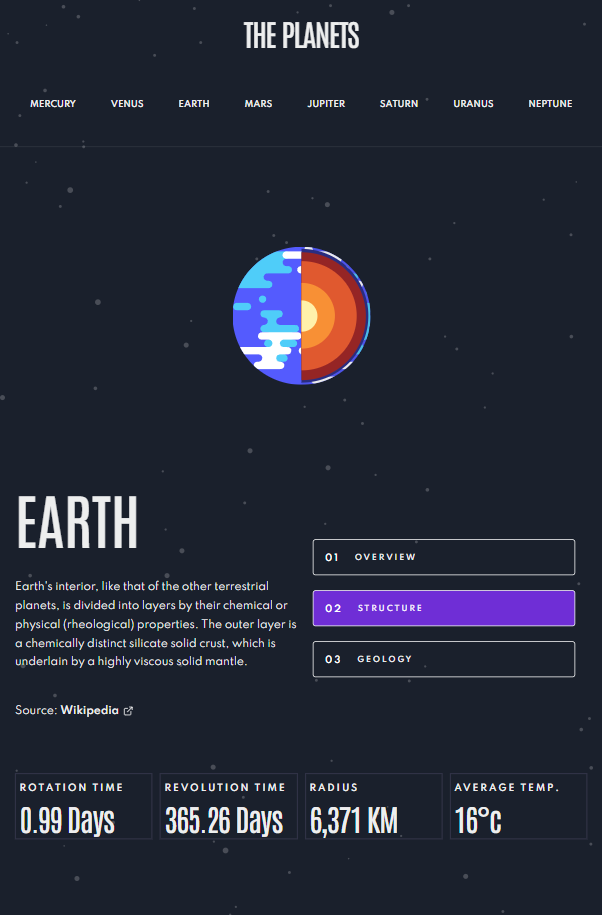 THE PLANETS
MERCURY VENUS EARTH MARS JUPITER SATURN URANUS NEPTUNE
EARTH
Earth's interior, like that of the other terrestrial
planets, is divided into layers by their chemical or
physical (rheological) properties. The outer layer is
a chemically distinct silicate solid crust, which is
underlain by a highly viscous solid mantle.
Source: Wikipedia
01 OVERVIEW
02 STRUCTURE
03 GEOLOGY
ROTATION TIME
0.99 Days
REVOLUTION TIME
365.26 Days
RADIUS
6,371 KM
AVERAGE TEMP.
16°c